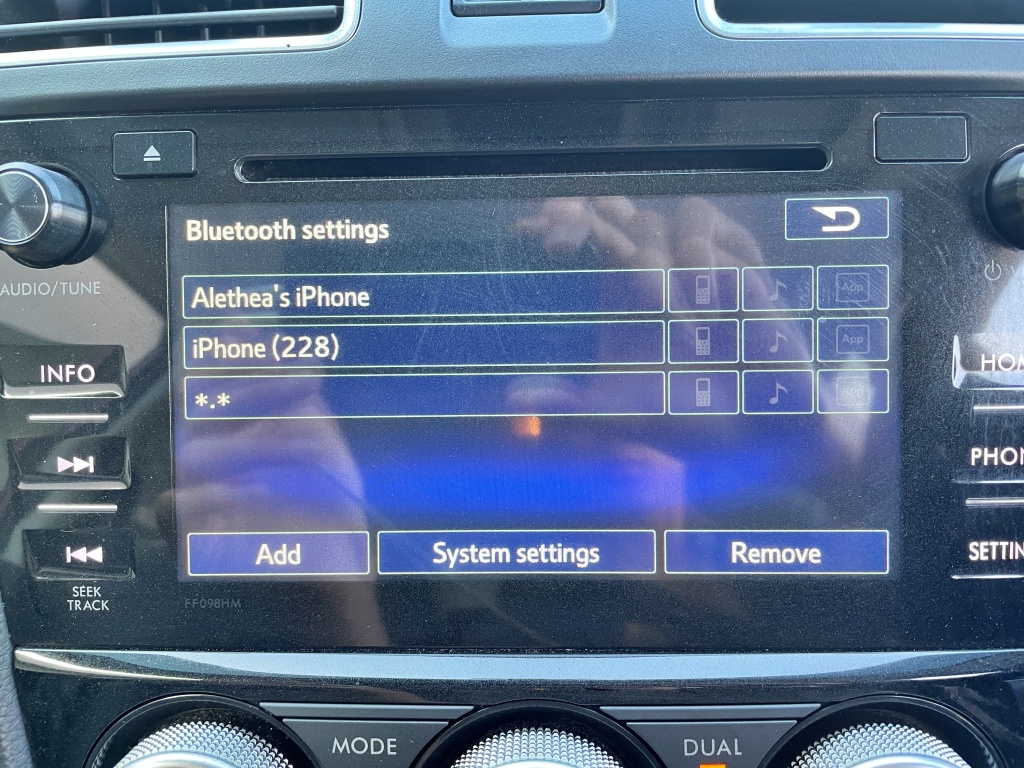 AUDIO/TUNE
Bluetooth settings
Alethea's iPhone
App
iPhone (228)
App
*.*
App
INFO
HOM
PHON
SETTIN
Add
System settings
Remove
SEEK
TRACK
FF098HM
MODE
DUAL